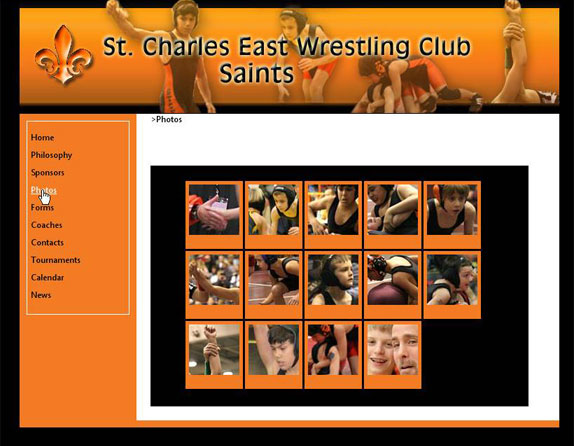 St. Charles East Wrestling Club
Saints
>Photos
Home
Philosophy
Sponsors
Photos
Forms
Coaches
Contacts
Tournaments
Calendar
News